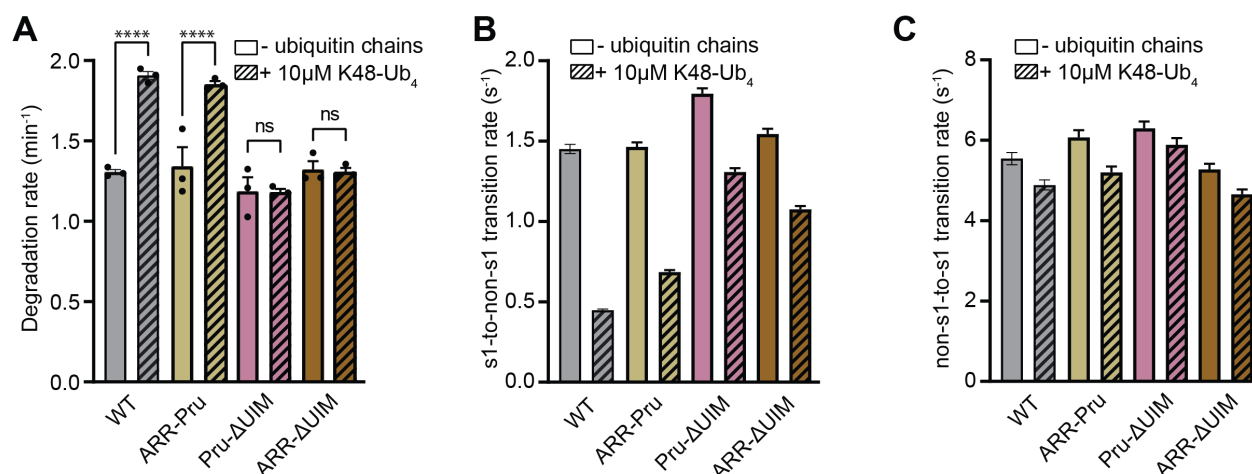 A
**** ****
- ubiquitin chains
+ 10µM K48-Ub4
ns ns
Degradation rate (min-1)
2.0
1.5
1.0
0.5
0.0
WT
ARR-Pru
Pru-ΔUIM
ARR-ΔUIM
B
- ubiquitin chains
+ 10µM K48-Ub4
s1-to-non-s1 transition rate (s-1)
2.0
1.5
1.0
0.5
0.0
WT
ARR-Pru
Pru-ΔUIM
ARR-ΔUIM
C
- ubiquitin chains
+ 10µM K48-Ub4
non-s1-to-s1 transition rate (s-1)
8
6
4
2
0
WT
ARR-Pru
Pru-ΔUIM
ARR-ΔUIM